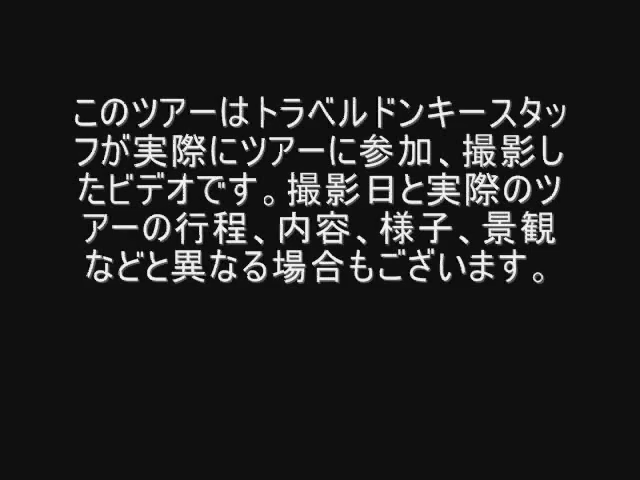 このツアーはトラベルドンキースタッ
フが実際にツアーに参加、撮影し
たビデオです。撮影日と実際のツ
アーの行程、内容、様子、景観
などと異なる場合もございます。